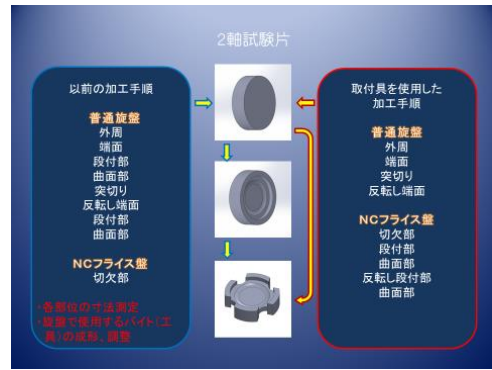 2軸試験片
以前の加工手順
普通旋盤
外周
端面
段付部
曲面部
突切り
反転し端面
段付部
曲面部
NCフライス盤
切欠部
・各部位の寸法測定
・旋盤で使用するバイト(工
具)の成形、調整
取付具を使用した
加工手順
普通旋盤
外周
端面
突切り
反転し端面
NCフライス盤
切欠部
段付部
曲面部
反転し段付部
曲面部